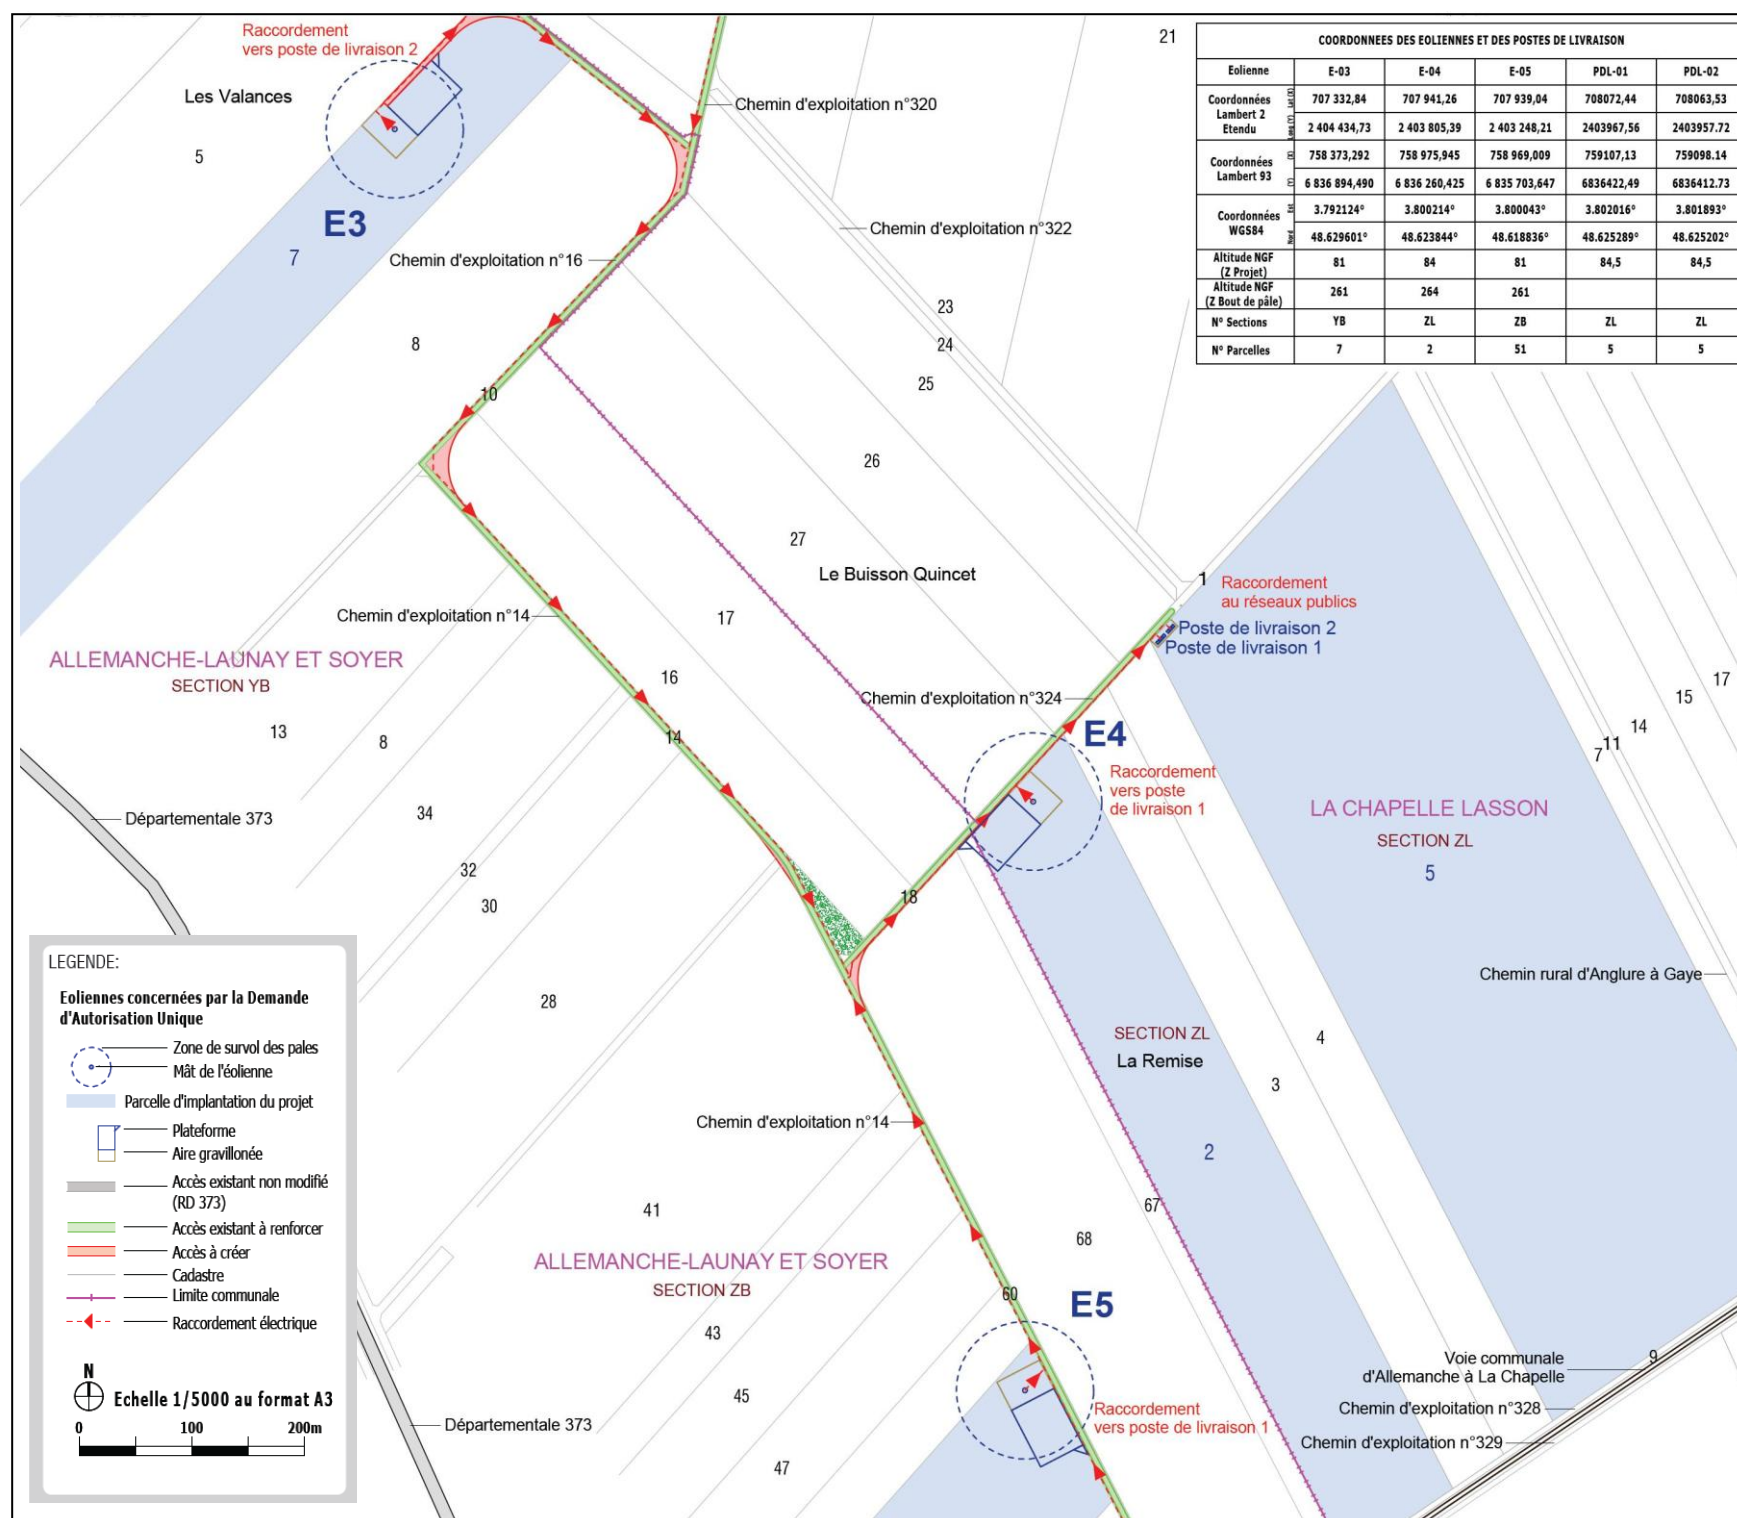 Raccordement
vers poste de livraison 2
Les Valances
5
E3
7
Chemin d'exploitation n°320
21
Chemin d'exploitation n°322
Chemin d'exploitation n°16
23
24
25
8
10
26
27
Le Buisson Quincet
COORDONNEES DES EOLIENNES ET DES POSTES DE LIVRAISON
Eolienne E-03 E-04 E-05 PDL-01 PDL-02
Coordonnées Lambert 2 Etendu
707 332,84 707 941,26 707 939,04 708072,44 708063,53
2 404 434,73 2 403 805,39 2 403 248,21 2403967,56 2403957.72
Coordonnées Lambert 93
(X) 758 373,292 758 975,945 758 969,009 759107,13 759098.14
(Y) 6 836 894,490 6 836 260,425 6 835 703,647 6836422,49 6836412.73
Coordonnées WGS84
Est 3.792124° 3.800214° 3.800043° 3.802016° 3.801893°
Nord 48.629601° 48.623844° 48.618836° 48.625289° 48.625202°
Altitude NGF (Z Projet) 81 84 81 84,5 84,5
Altitude NGF (Z Bout de pâle) 261 264 261
N° Sections YB ZL ZB ZL ZL
N° Parcelles 7 2 51 5 5
1
Raccordement
au réseaux publics
Poste de livraison 2
Poste de livraison 1
Chemin d'exploitation n°14
17
ALLEMANCHE-LAUNAY ET SOYER
SECTION YB
16
Chemin d'exploitation n°324
13
8
14
E4
17
15
14
11
7
Raccordement
vers poste
de livraison 1
Départementale 373
34
LA CHAPELLE LASSON
SECTION ZL
5
32
30
18
28
Chemin rural d'Anglure à Gaye
SECTION ZL
La Remise
4
3
Chemin d'exploitation n°14
2
67
41
68
ALLEMANCHE-LAUNAY ET SOYER
SECTION ZB
60
E5
43
45
47
Raccordement
vers poste de livraison 1
Départementale 373
9
Voie communale
d'Allemanche à La Chapelle
Chemin d'exploitation n°328
Chemin d'exploitation n°329
LEGENDE:
Eoliennes concernées par la Demande
d'Autorisation Unique
Zone de survol des pales
Mât de l'éolienne
Parcelle d'implantation du projet
Plateforme
Aire gravillonée
Accès existant non modifié
(RD 373)
Accès existant à renforcer
Accès à créer
Cadastre
Limite communale
Raccordement électrique
N
Echelle 1/5000 au format A3
0 100 200m